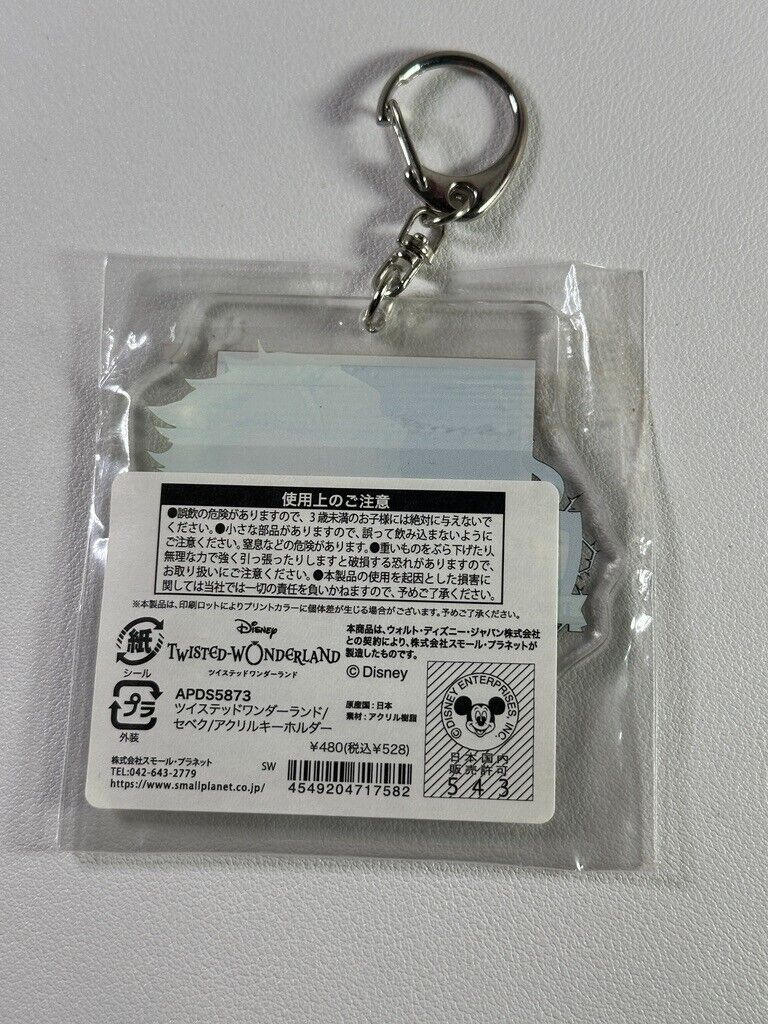 使用上のご注意
●誤飲の危険がありますので、3歳未満のお子様には絶対に与えないで
ください。●小さな部品がありますので、誤って飲み込まないように
ご注意ください。窒息などの危険があります。●重いものをぶら下げたり、
無理な力で強く引っ張ったりしますと破損する恐れがありますので、
お取り扱いにご注意ください。●本製品の使用を起因とした損害に
関しては当社では一切の責任を負いかねますので、予めご了承ください。
※本製品は、印刷ロットによりプリントカラーに個体差が生じる場合がございます。予めご了承ください。
紙
シール
Disney
TWISTED-WONDERLAND
ツイステッドワンダーランド
本商品は、ウォルト・ディズニー・ジャパン株式会社
との契約により、株式会社スモール・プラネットが
製造したものです。
© Disney
プラ
外装
APDS5873
ツイステッドワンダーランド/
セベク/アクリルキーホルダー
原産国:日本
素材:アクリル樹脂
¥480(税込¥528)
©DISNEY ENTERPRISES, INC.
日本国内
販売許可
543
株式会社スモール・プラネット
TEL:042-643-2779
https://www.smallplanet.co.jp/
SW
4549204717582